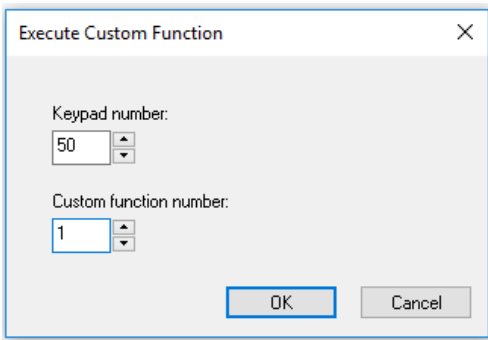 Execute Custom Function
Keypad number:
50
Custom function number:
1
OK Cancel